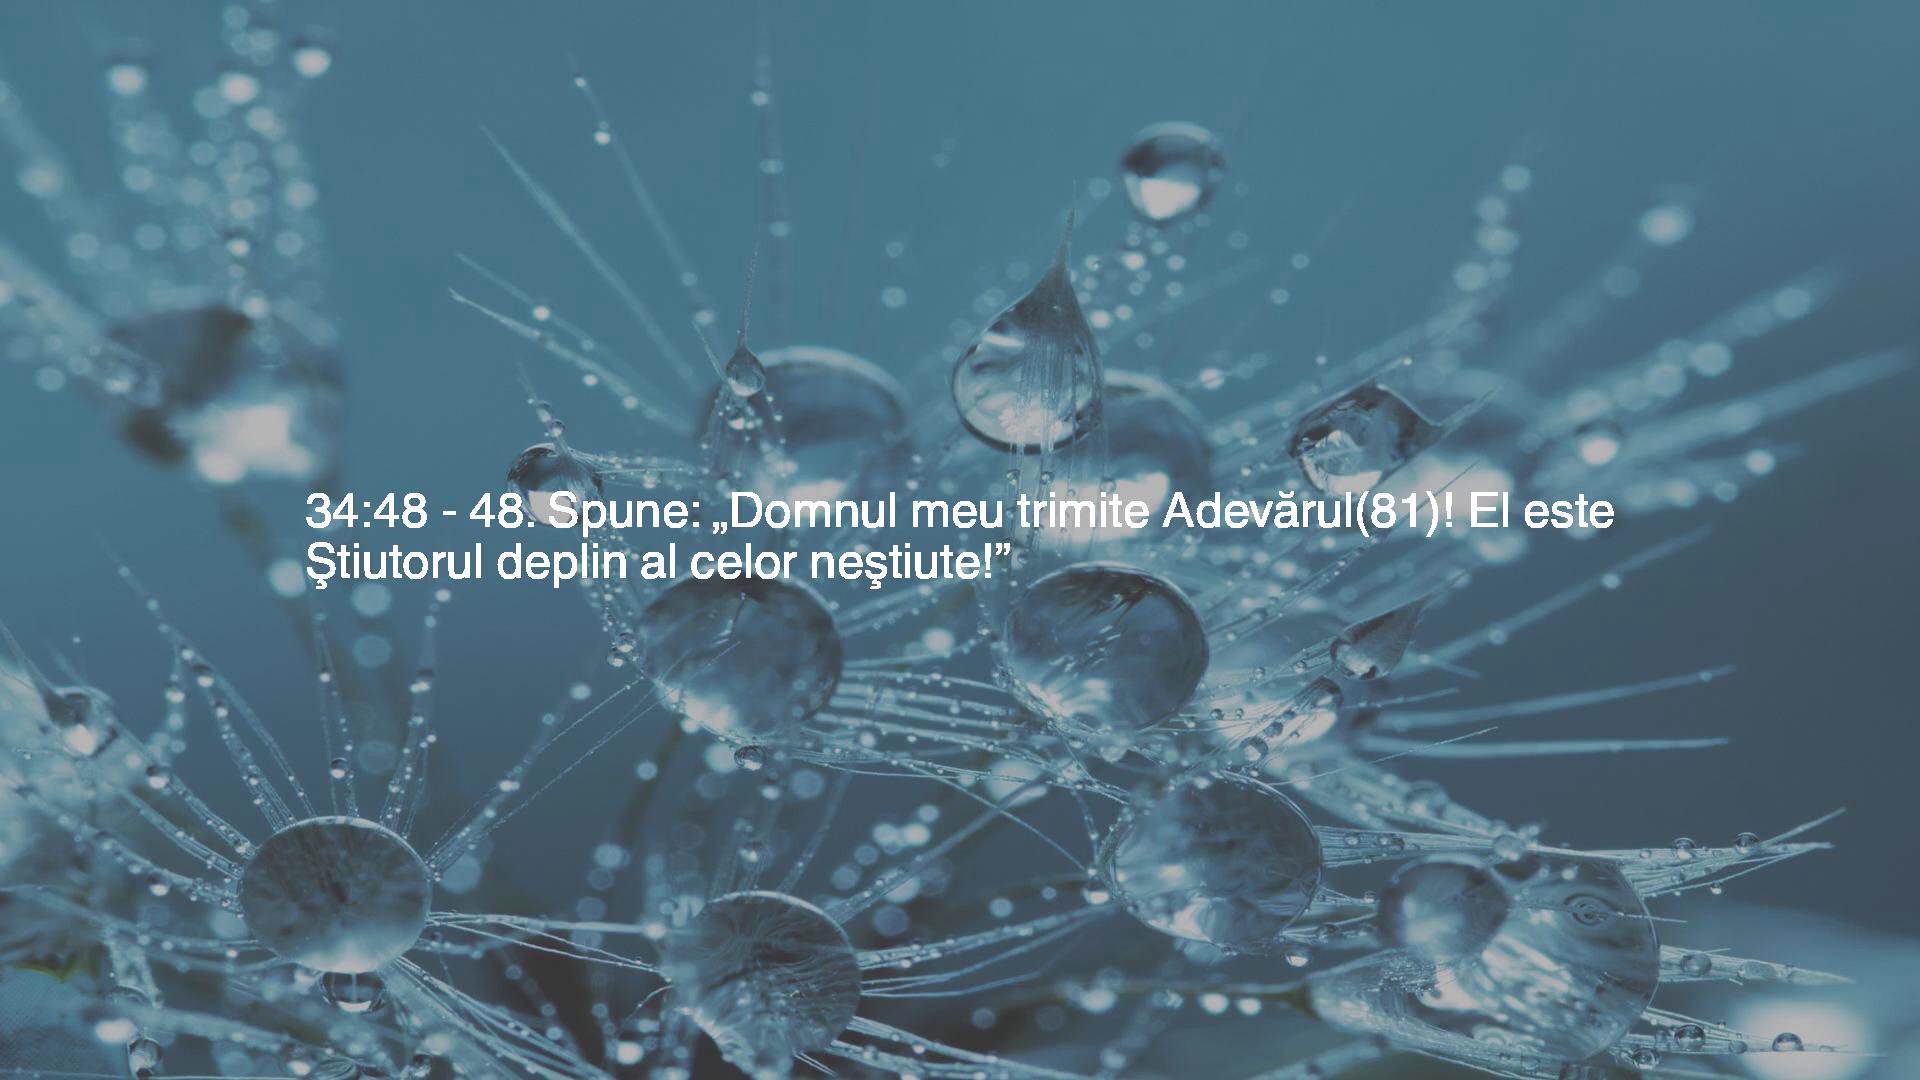 34:48 - 48. Spune: „Domnul meu trimite Adevărul(81)! El este
Ştiutorul deplin al celor neştiute!”